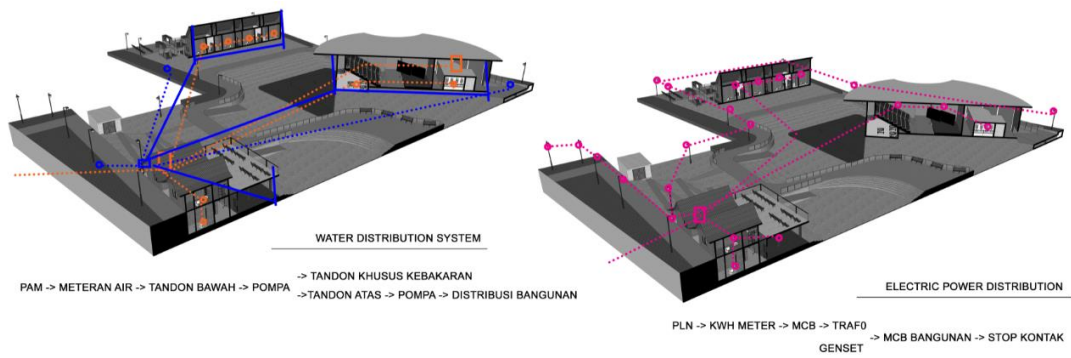 WATER DISTRIBUTION SYSTEM
-> TANDON KHUSUS KEBAKARAN
PAM -> METERAN AIR -> TANDON BAWAH -> POMPA
->TANDON ATAS -> POMPA -> DISTRIBUSI BANGUNAN
ELECTRIC POWER DISTRIBUTION
PLN -> KWH METER -> MCB -> TRAF0
-> MCB BANGUNAN -> STOP KONTAK
GENSET